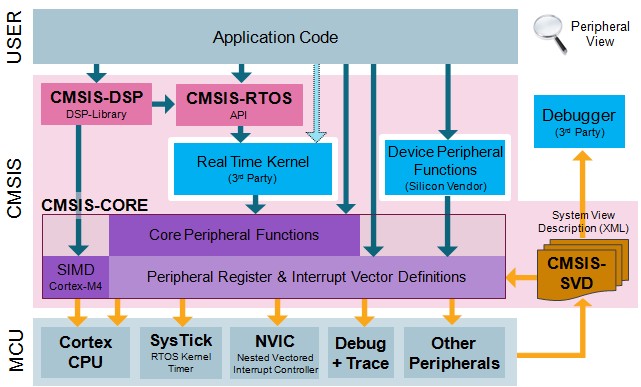 USER
Application Code
Peripheral
View
CMSIS
CMSIS-DSP
DSP-Library
CMSIS-RTOS
API
Real Time Kernel
(3rd Party)
Device Peripheral
Functions
(Silicon Vendor)
Debugger
(3rd Party)
CMSIS-CORE
Core Peripheral Functions
SIMD
Cortex-M4
Peripheral Register & Interrupt Vector Definitions
System View
Description (XML)
CMSIS-
SVD
MCU
Cortex
CPU
SysTick
RTOS Kernel
Timer
NVIC
Nested Vectored
Interrupt Controller
Debug
+ Trace
Other
Peripherals